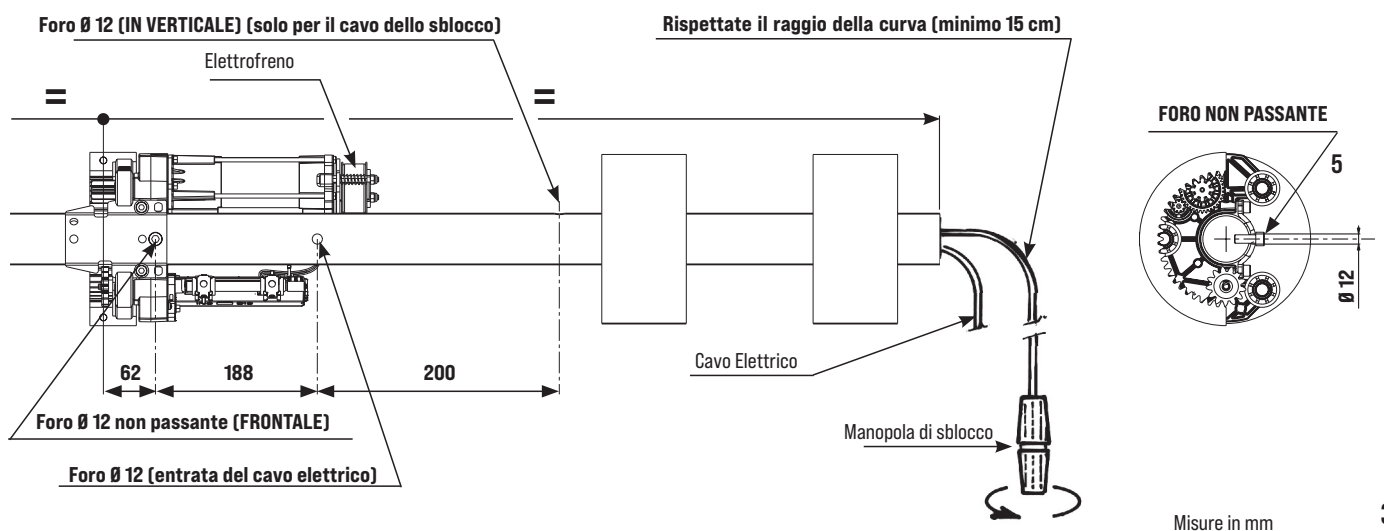 Foro Ø 12 (IN VERTICALE) (solo per il cavo dello sblocco)
Rispettate il raggio della curva (minimo 15 cm)
Elettrofreno
=
=
FORO NON PASSANTE
5
Ø 12
Cavo Elettrico
62
188
200
Foro Ø 12 non passante (FRONTALE)
Manopola di sblocco
Foro Ø 12 (entrata del cavo elettrico)
Misure in mm